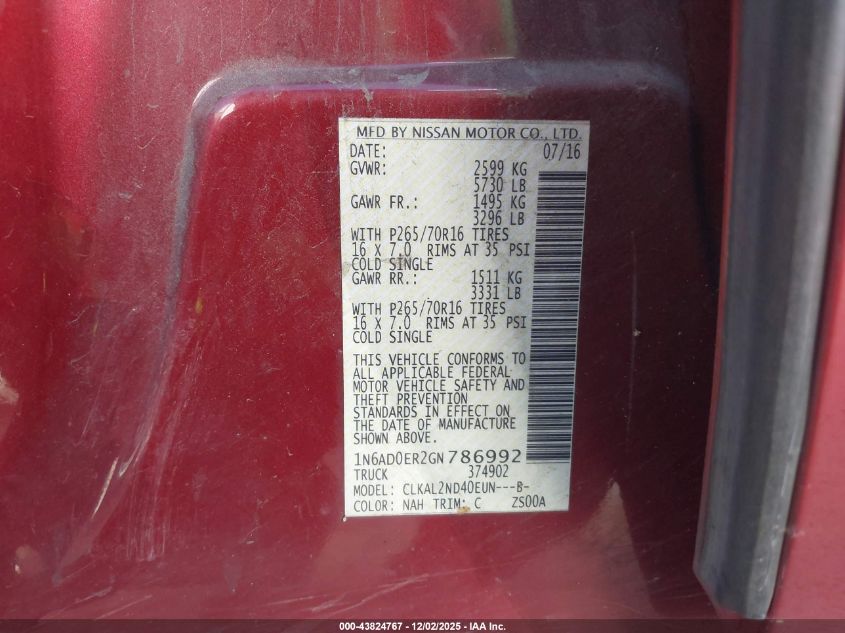 MFD BY NISSAN MOTOR CO., LTD.
DATE: 07/16
GVWR: 2599 KG
5730 LB
GAWR FR.: 1495 KG
3296 LB
WITH P265/70R16 TIRES
16 X 7.0 RIMS AT 35 PSI
COLD SINGLE
GAWR RR.: 1511 KG
3331 LB
WITH P265/70R16 TIRES
16 X 7.0 RIMS AT 35 PSI
COLD SINGLE
THIS VEHICLE CONFORMS TO
ALL APPLICABLE FEDERAL
MOTOR VEHICLE SAFETY AND
THEFT PREVENTION
STANDARDS IN EFFECT ON
THE DATE OF MANUFACTURE
SHOWN ABOVE.
1N6AD0ER2GN786992
TRUCK 374902
MODEL: CLKAL2ND40EUN---B-
COLOR: NAH TRIM: C ZS00A
000-43824767 - 12/02/2025 - IAA Inc.